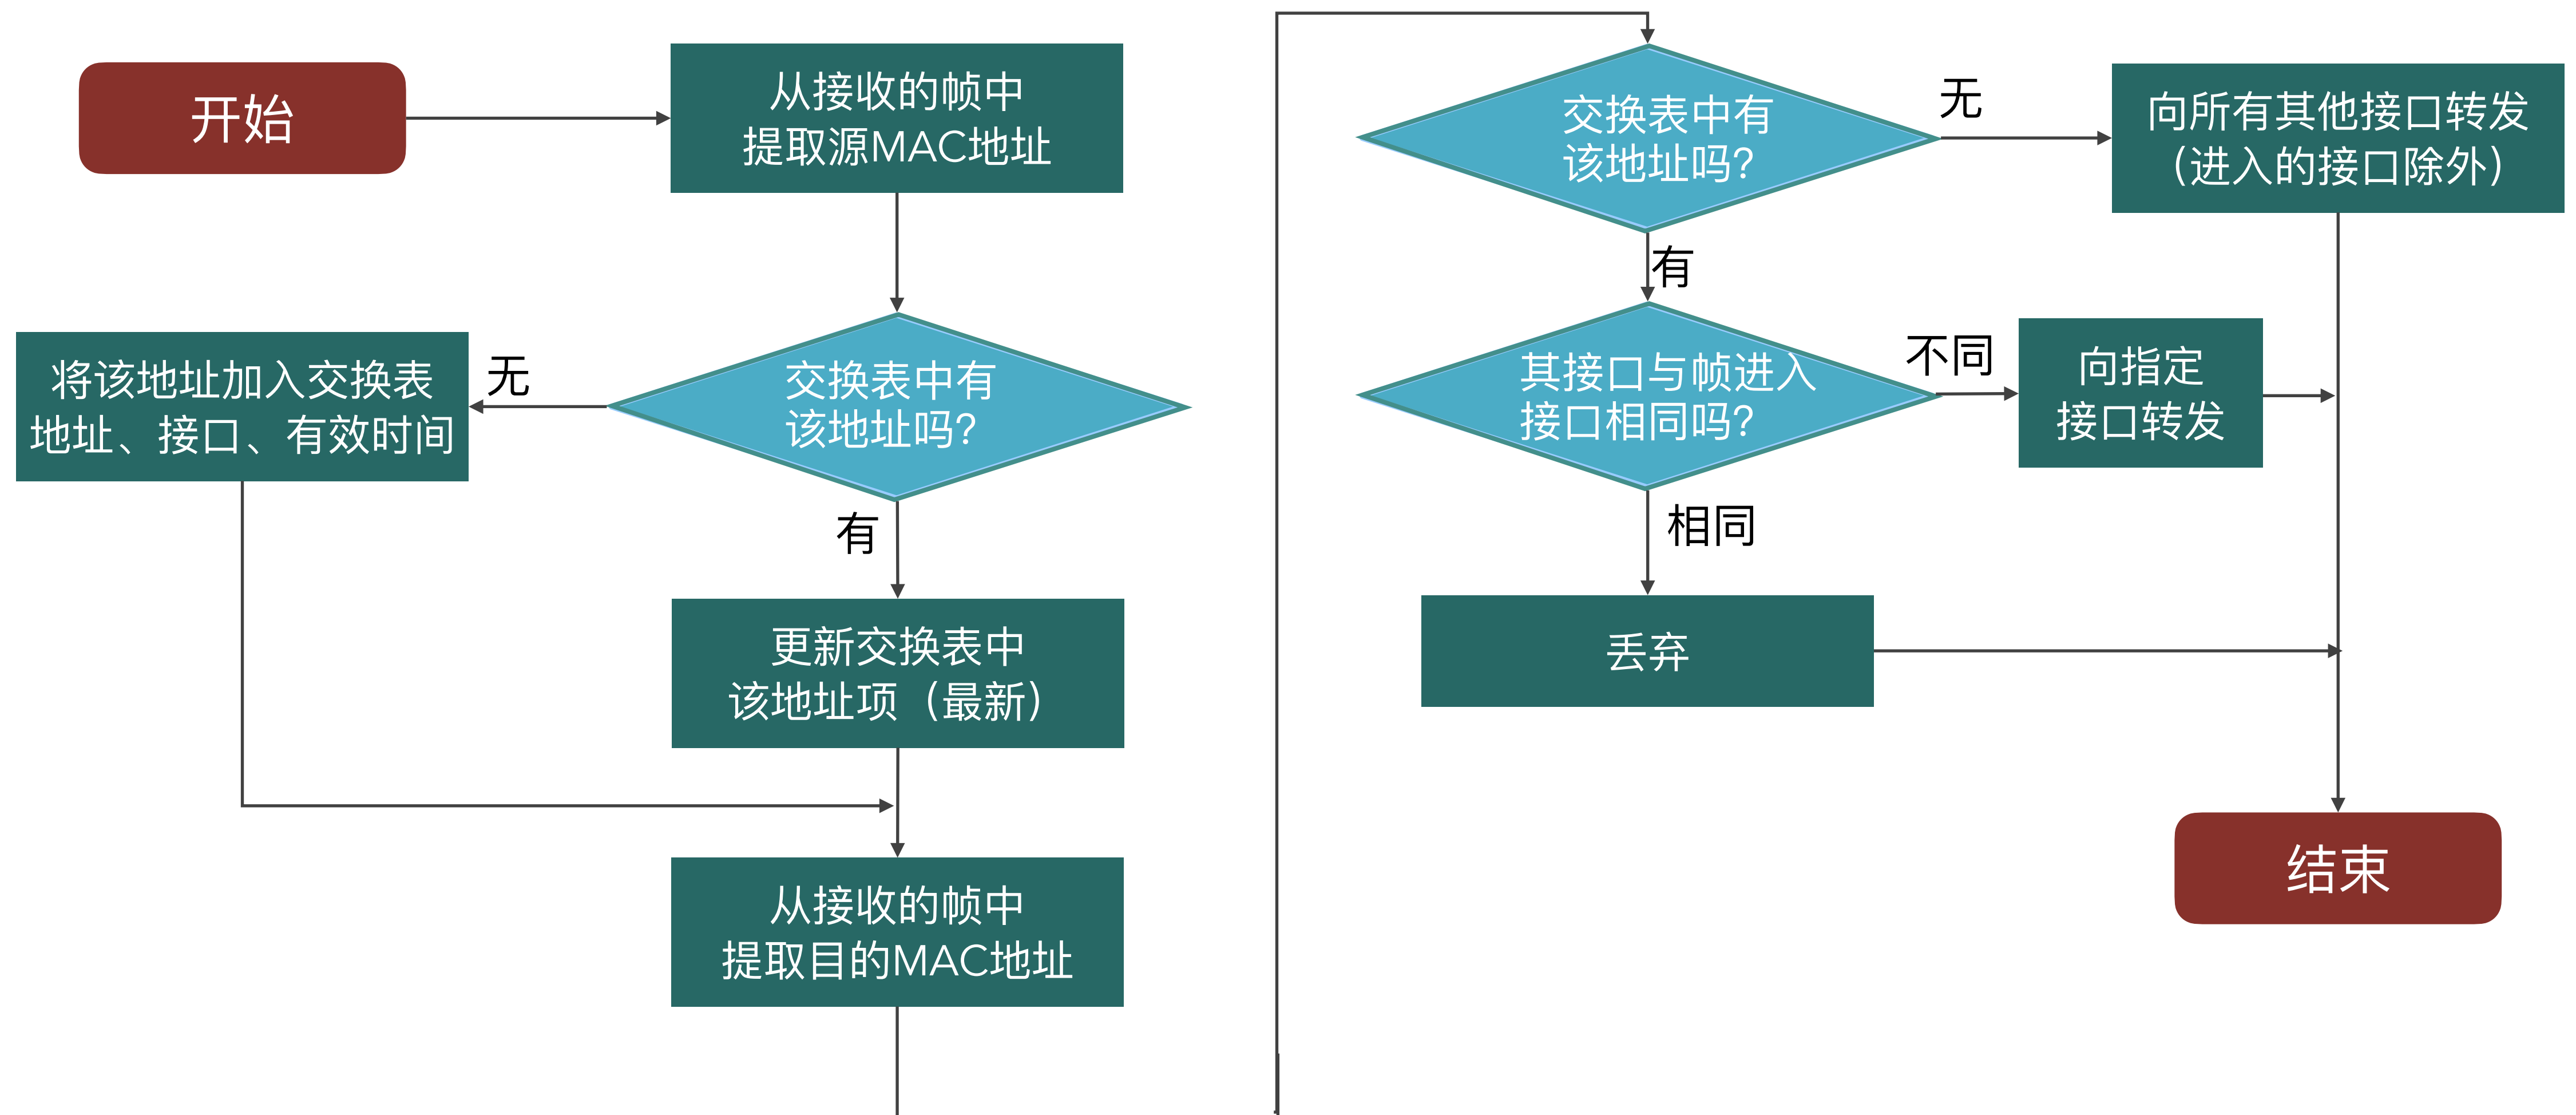 开始
从接收的帧中
提取源MAC地址
无
将该地址加入交换表
地址、接口、有效时间
交换表中有
该地址吗？
有
更新交换表中
该地址项（最新）
从接收的帧中
提取目的MAC地址
交换表中有
该地址吗？
无
向所有其他接口转发
（进入的接口除外）
有
其接口与帧进入
接口相同吗？
不同
向指定
接口转发
相同
丢弃
结束